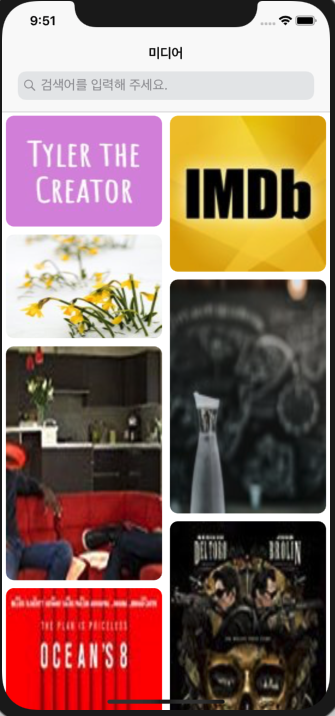 9:51
미디어
검색어를 입력해 주세요.
TYLER THE
CREATOR
IMDb
DEL TORO
BROLIN
THE PLAN IS PRICELESS
OCEAN'S 8